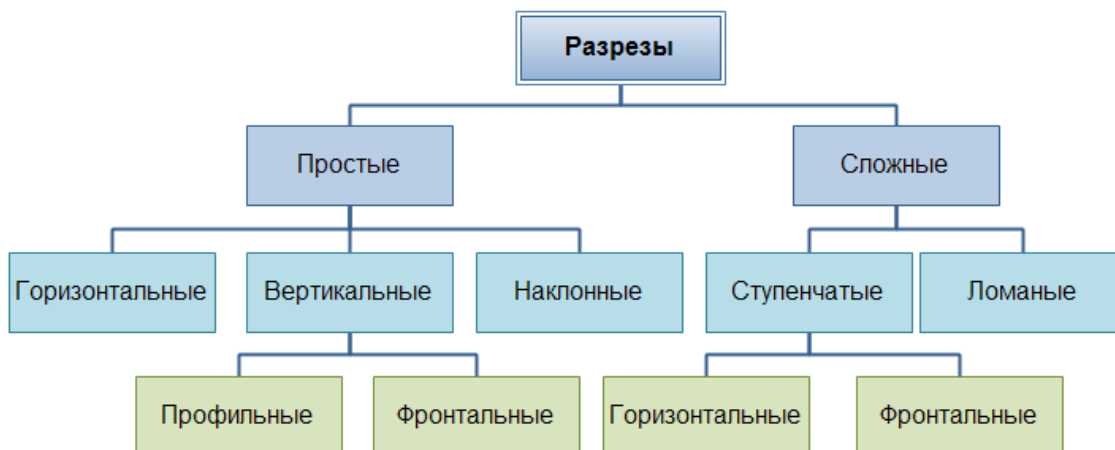 Разрезы
Простые
Сложные
Горизонтальные
Вертикальные
Наклонные
Ступенчатые
Ломаные
Профильные
Фронтальные
Горизонтальные
Фронтальные